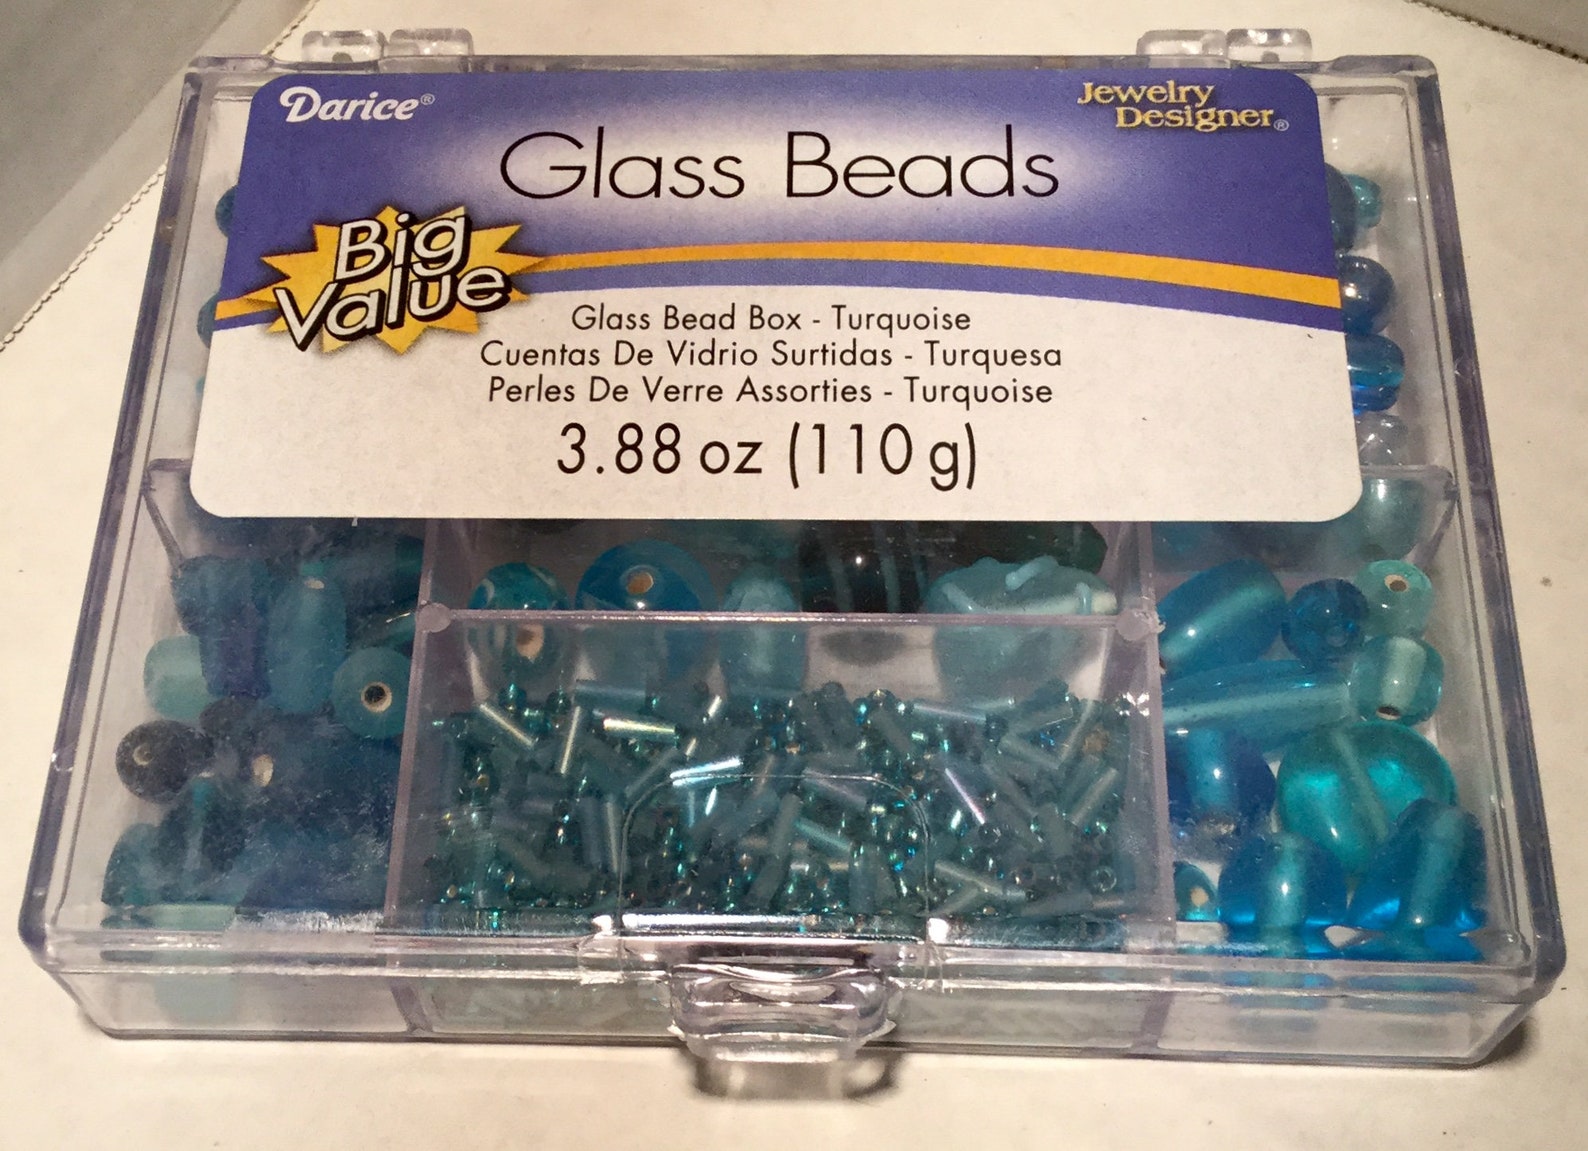 Darice®
Jewelry
Designer®
Glass Beads
Big
Value
Glass Bead Box - Turquoise
Cuentas De Vidrio Surtidas - Turquesa
Perles De Verre Assorties - Turquoise
3.88 oz (110 g)